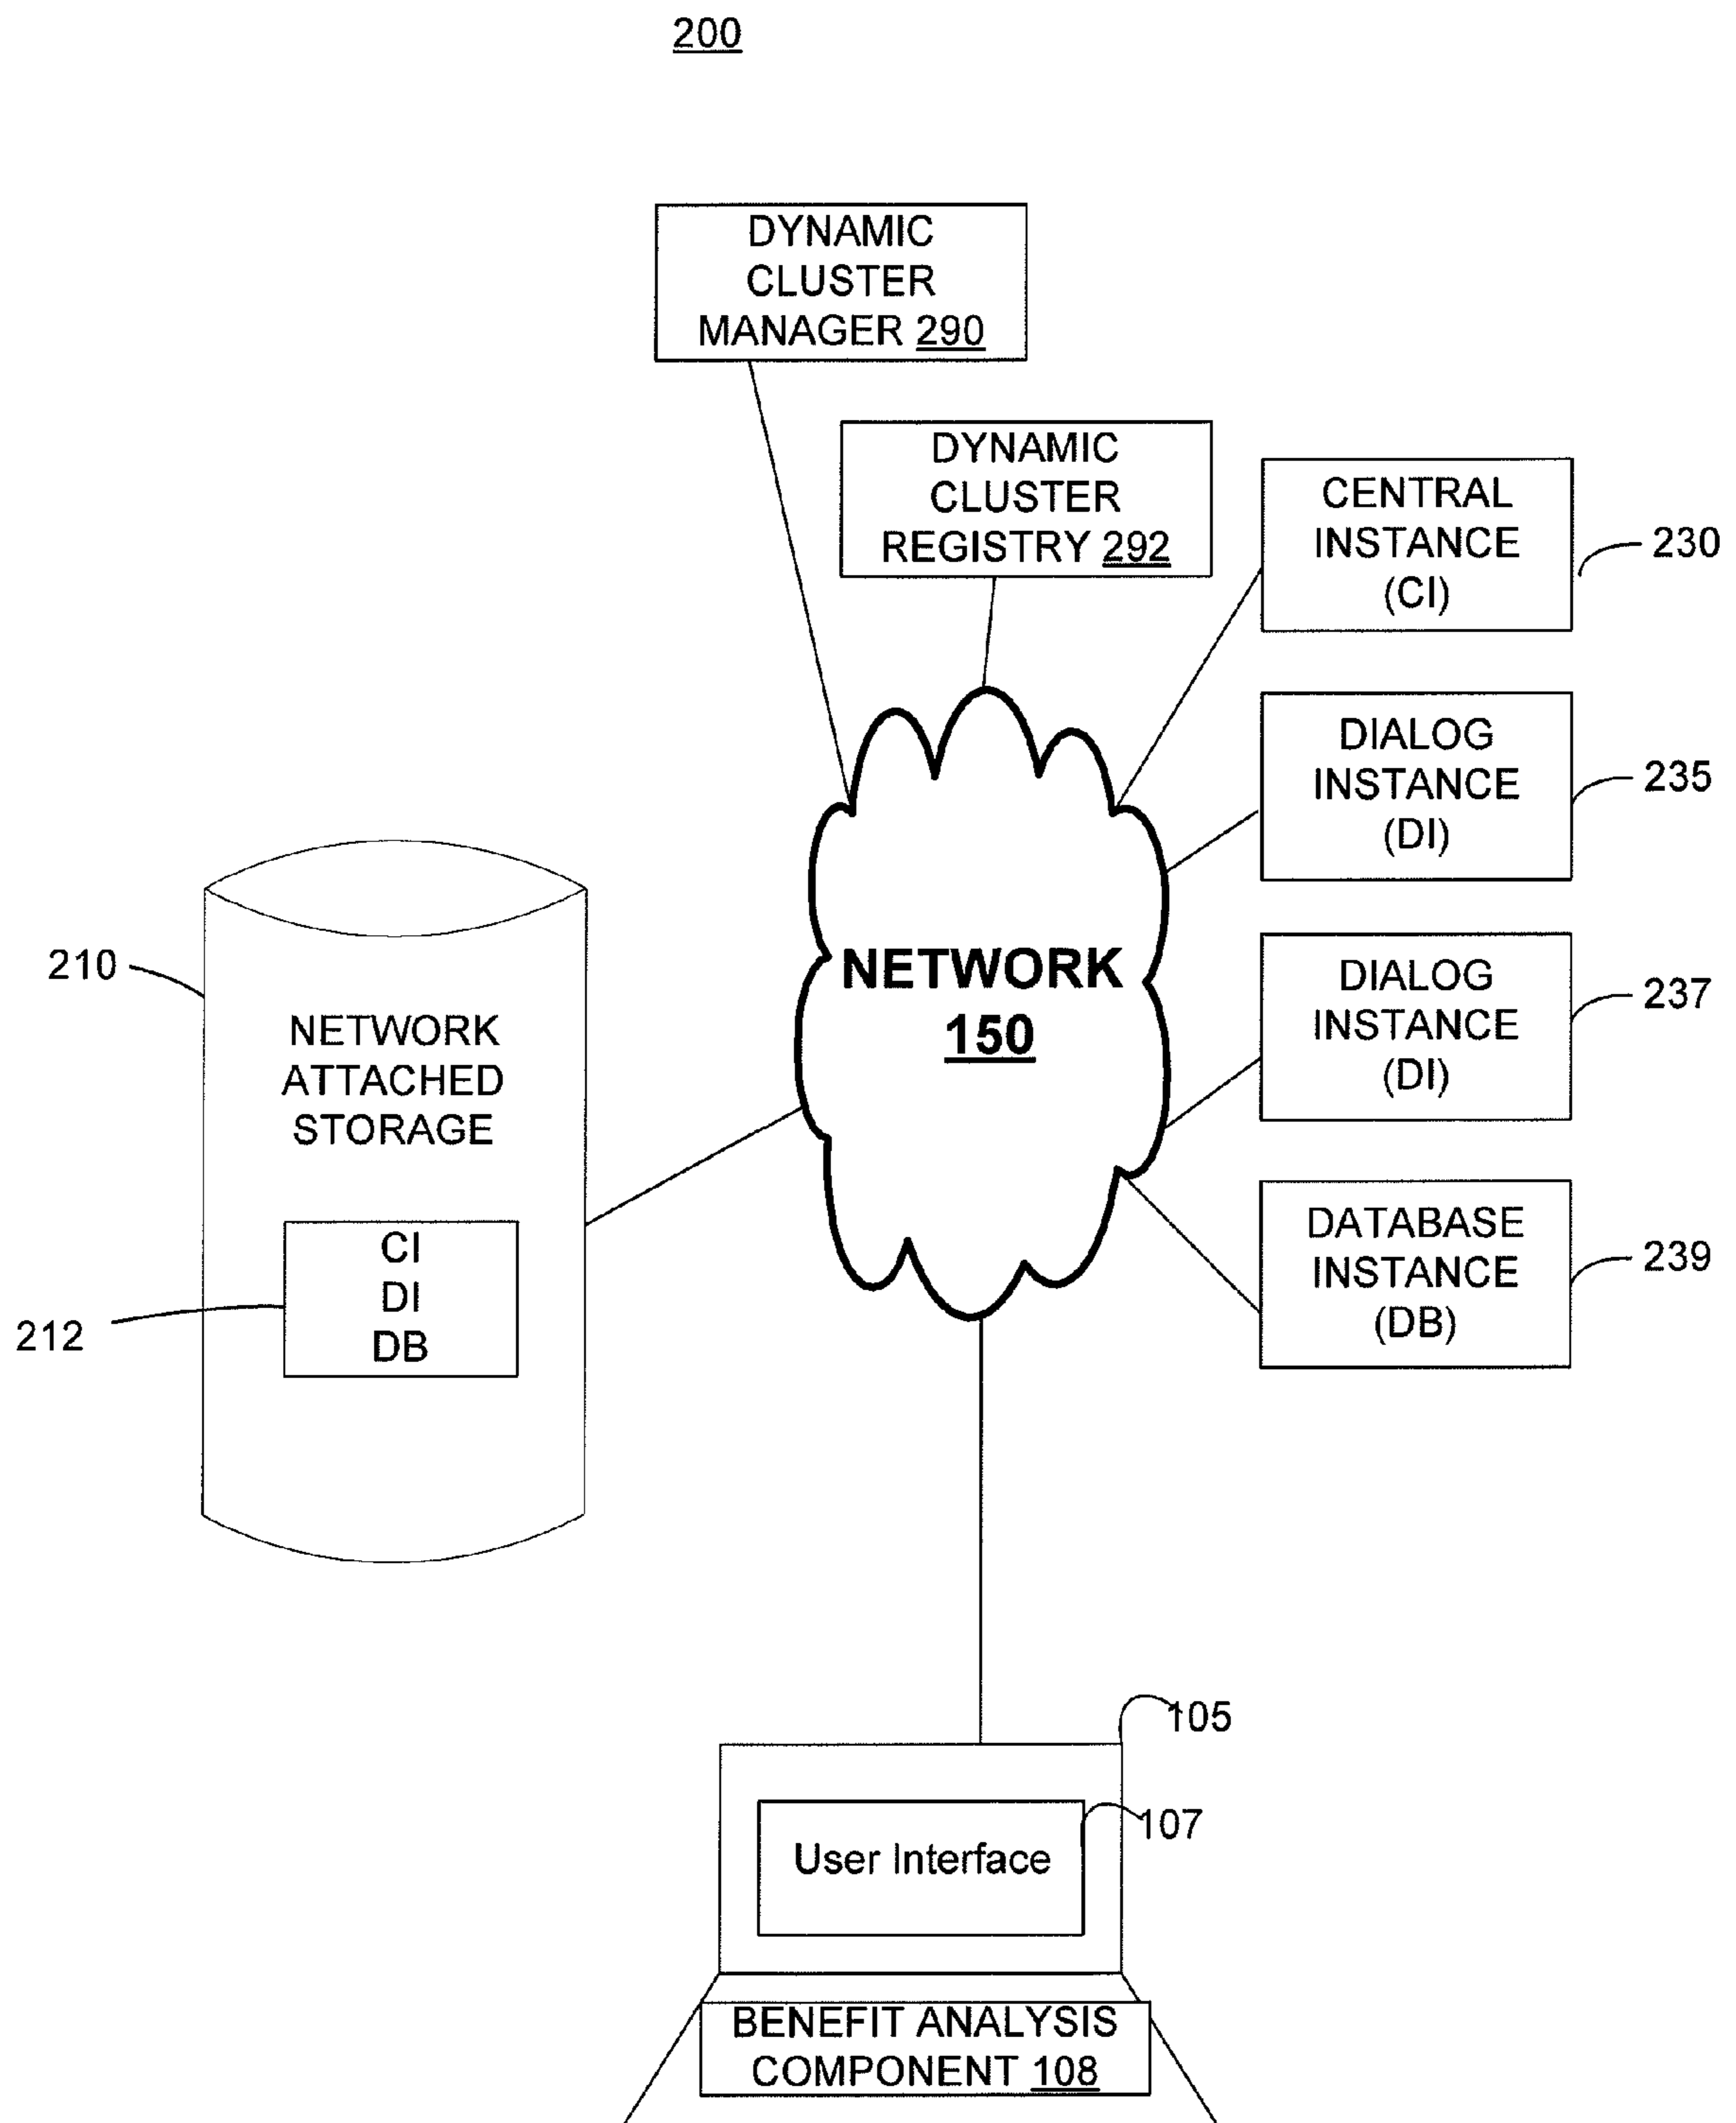 200
DYNAMIC
CLUSTER
MANAGER 290
DYNAMIC
CLUSTER
REGISTRY 292
CENTRAL
INSTANCE
(CI)
230
DIALOG
INSTANCE
(DI)
235
NETWORK
150
DIALOG
INSTANCE
(DI)
237
210
NETWORK
ATTACHED
STORAGE
CI
DI
DB
212
DATABASE
INSTANCE
(DB)
239
105
User Interface
107
BENEFIT ANALYSIS
COMPONENT 108